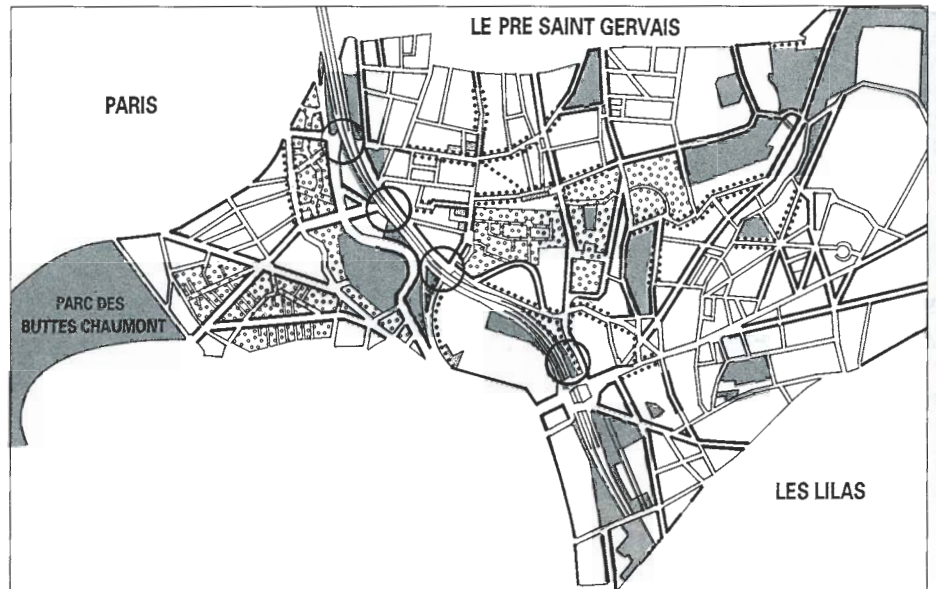 LE PRE SAINT GERVAIS
PARIS
PARC DES
BUTTES CHAUMONT
LES LILAS